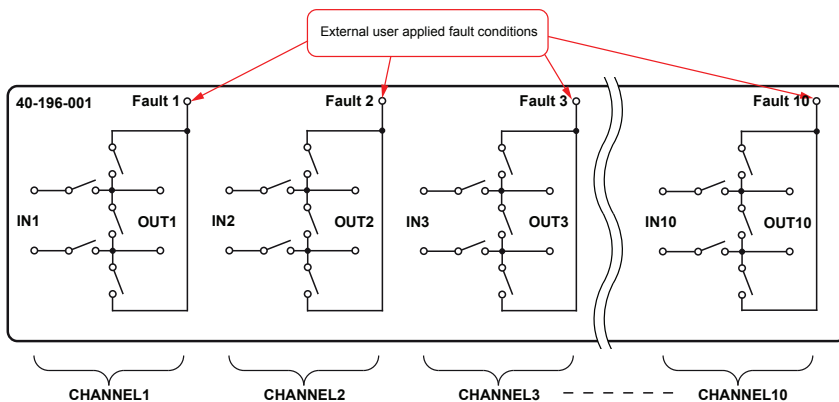 External user applied fault conditions
40-196-001
Fault 1
Fault 2
Fault 3
Fault 10
IN1
OUT1
IN2
OUT2
IN3
OUT3
IN10
OUT10
CHANNEL1
CHANNEL2
CHANNEL3
CHANNEL10